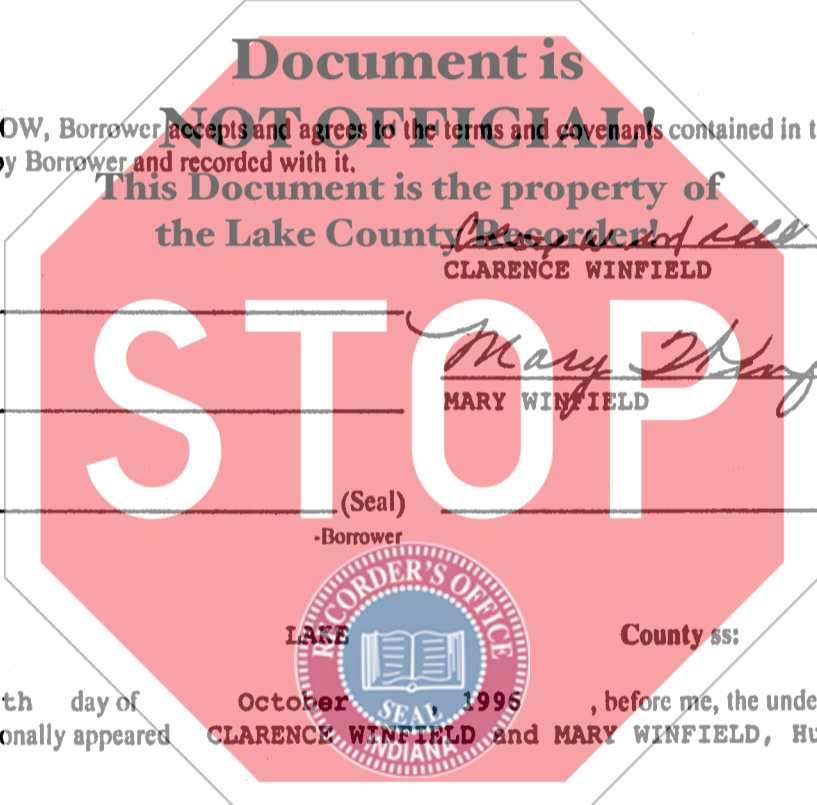 Document is
NOT OFFICIAL!
OW, Borrower accepts and agrees to the terms and covenants contained in t
y Borrower and recorded with it.
This Document is the property of
the Lake County Recorder!
CLARENCE WINFIELD
STOP
Mary Winf
MARY WINFIELD
(Seal)
-Borrower
RECORDER'S OFFICE
LAKE County ss:
th day of October , 1996 , before me, the unde
SEAL
onally appeared CLARENCE WINFIELD and MARY WINFIELD, Hu
INDIANA